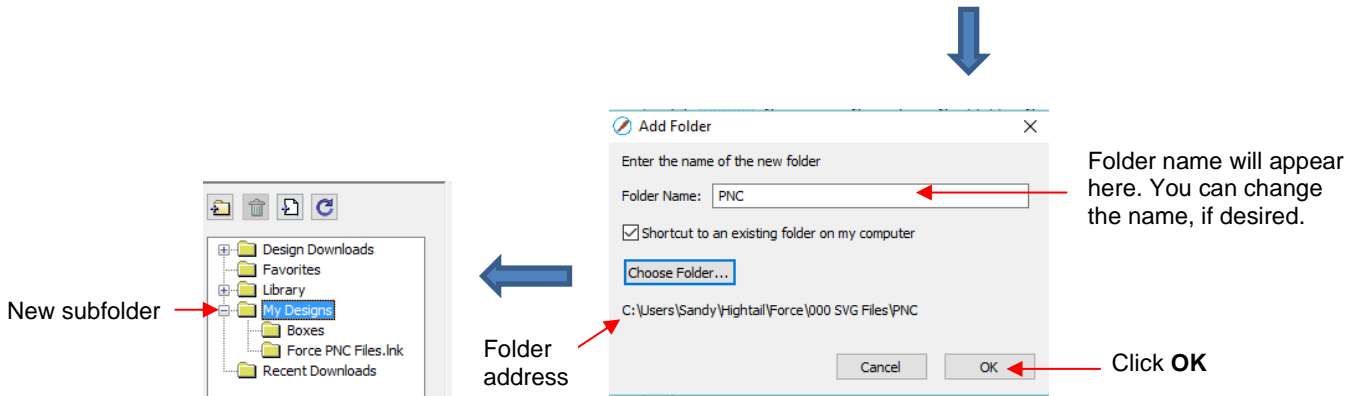 Add Folder
Enter the name of the new folder
Folder Name: PNC
Shortcut to an existing folder on my computer
Choose Folder...
C:\Users\Sandy\Hightail\Force\000 SVG Files\PNC
Cancel OK
Folder name will appear
here. You can change
the name, if desired.
Click OK
Folder
address
New subfolder
Design Downloads
Favorites
Library
My Designs
Boxes
Force PNC Files.lnk
Recent Downloads